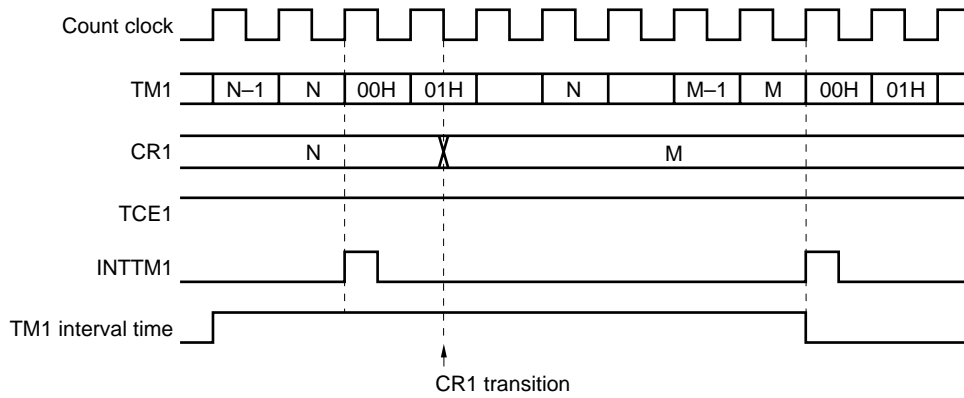 Count clock
TM1 N–1 N 00H 01H N M–1 M 00H 01H
CR1 N M
TCE1
INTTM1
TM1 interval time
CR1 transition